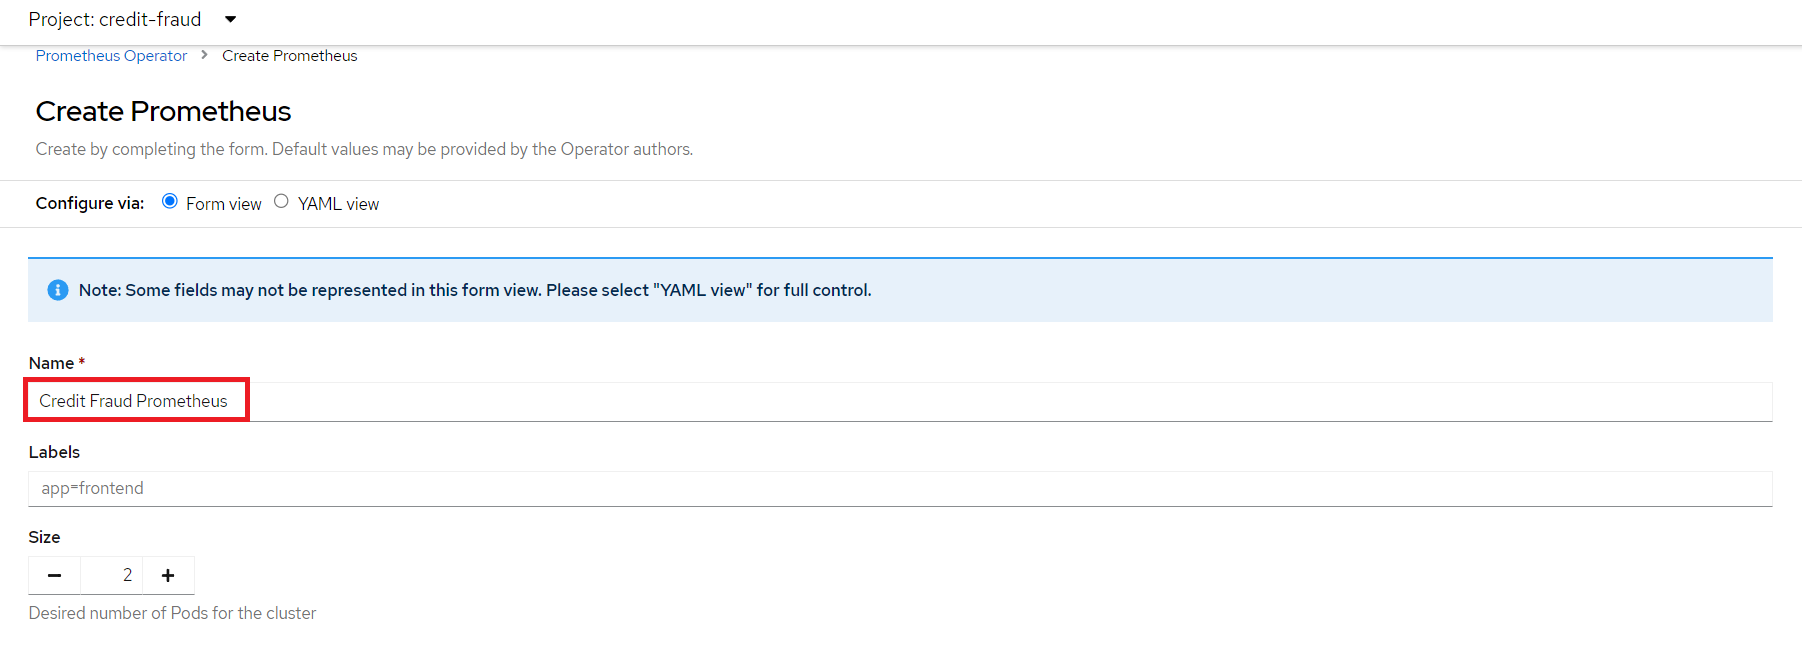 Project: credit-fraud
Prometheus Operator > Create Prometheus
Create Prometheus
Create by completing the form. Default values may be provided by the Operator authors.
Configure via: Form view YAML view
Note: Some fields may not be represented in this form view. Please select "YAML view" for full control.
Name *
Credit Fraud Prometheus
Labels
app=frontend
Size
2
Desired number of Pods for the cluster